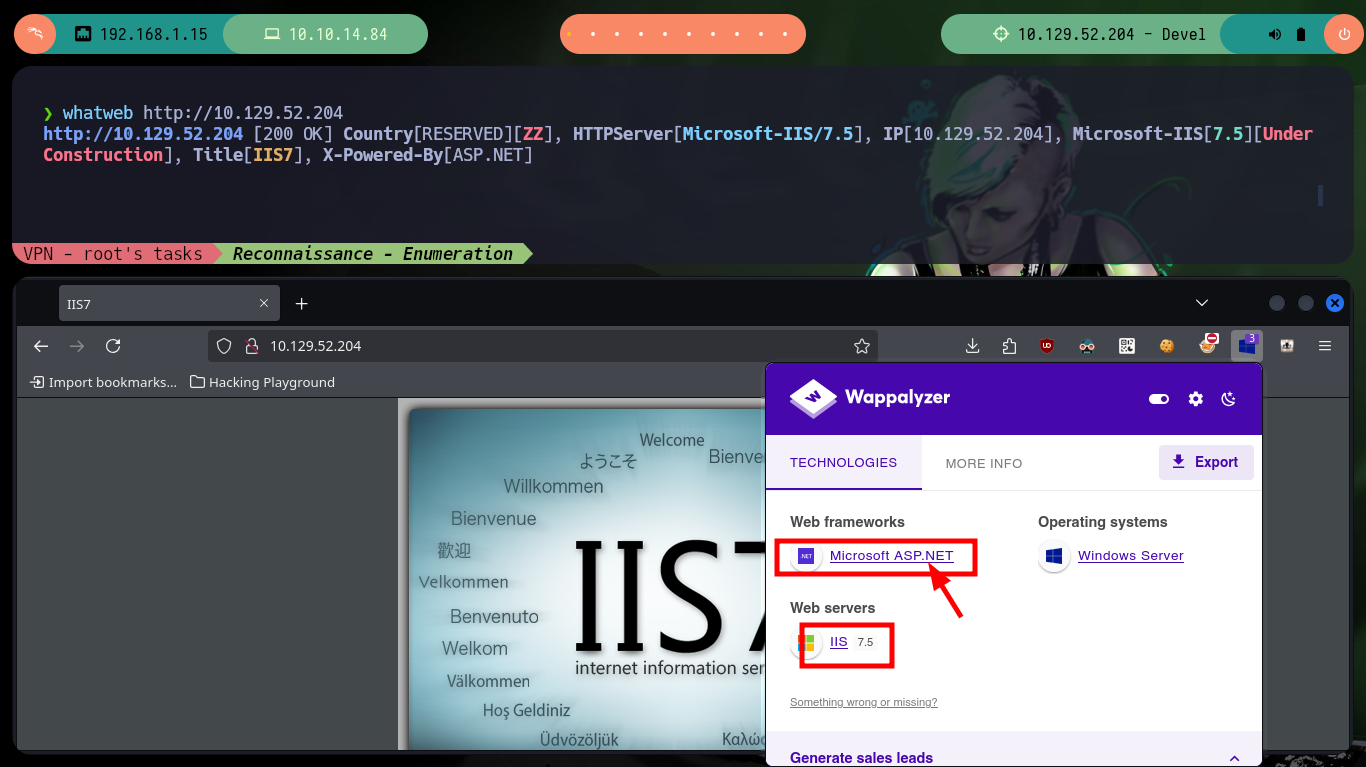 192.168.1.15
10.10.14.84
10.129.52.204 - Devel
❯ whatweb http://10.129.52.204
http://10.129.52.204 [200 OK] Country[RESERVED][ZZ], HTTPServer[Microsoft-IIS/7.5], IP[10.129.52.204], Microsoft-IIS[7.5][Under
Construction], Title[IIS7], X-Powered-By[ASP.NET]
VPN - root's tasks
Reconnaissance - Enumeration
IIS7
10.129.52.204
3
Import bookmarks...
Hacking Playground
Wappalyzer
TECHNOLOGIES
MORE INFO
Export
Web frameworks
Operating systems
.NET
Microsoft ASP.NET
Windows Server
Web servers
IIS 7.5
Something wrong or missing?
Generate sales leads
Welcome
ようこそ
Bienve
Willkommen
Bienvenue
歡迎
Velkommen
Benvenuto
Welkom
Välkommen
Hoş Geldiniz
Üdvözöljük
Καλώ
IIS7
internet information ser